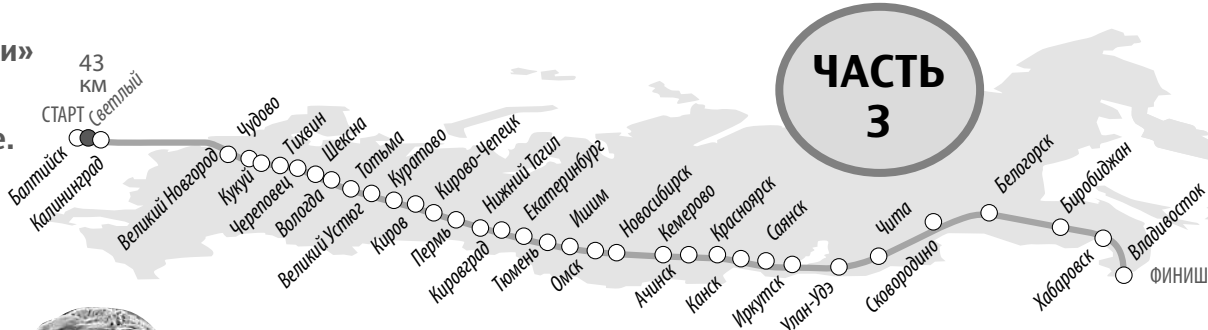 и»
е.
43
км
СТАРТ
Светлый
Балтийск
Калининград
Великий Новгород
Чудово
Кукуй
Тихвин
Череповец
Шексна
Вологда
Тотьма
Великий Устюг
Куратово
Киров
Кирово-Чепецк
Пермь
Нижний Тагил
Кировград
Екатеринбург
Тюмень
Ишим
Омск
Новосибирск
Ачинск
Кемерово
Канск
Красноярск
Иркутск
Саянск
Улан-Удэ
Чита
Сковородино
Белогорск
Хабаровск
Биробиджан
Владивосток
ФИНИШ
ЧАСТЬ
3